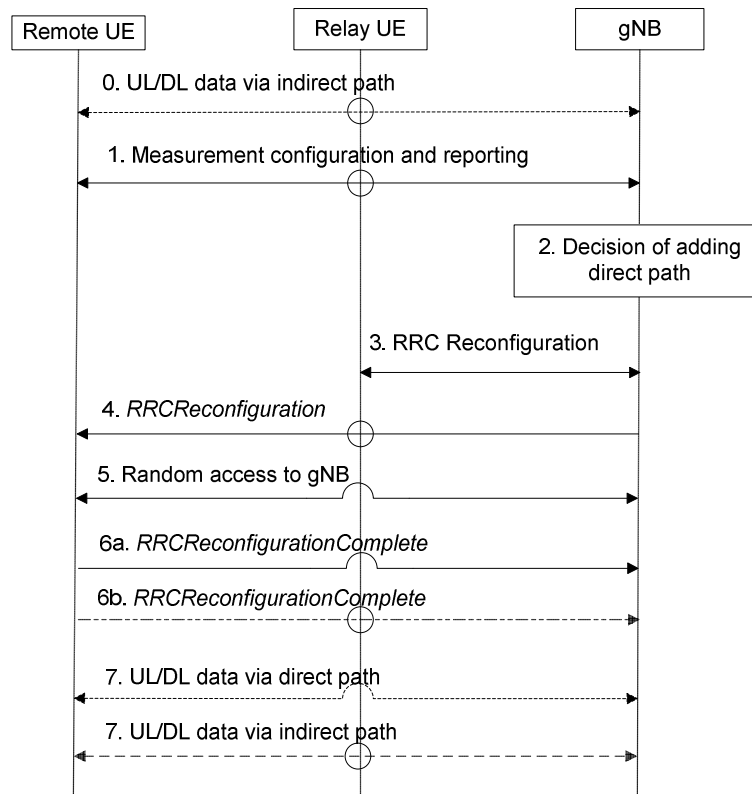 Remote UE
Relay UE
gNB
0. UL/DL data via indirect path
1. Measurement configuration and reporting
2. Decision of adding
direct path
3. RRC Reconfiguration
4. RRCReconfiguration
5. Random access to gNB
6a. RRCReconfigurationComplete
6b. RRCReconfigurationComplete
7. UL/DL data via direct path
7. UL/DL data via indirect path